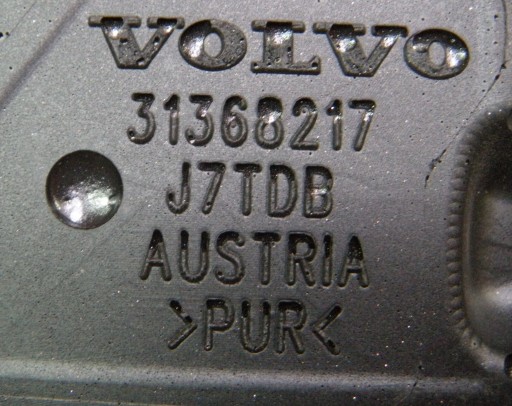 VOLVO
31368217
J7TDB
AUSTRIA
>PUR<